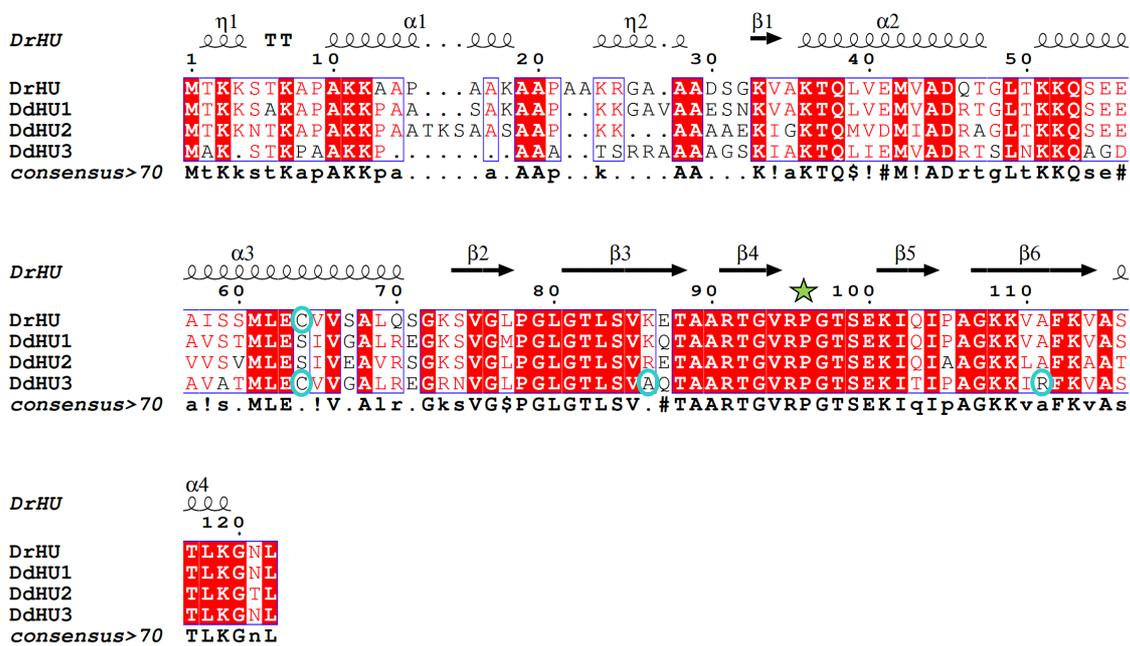 DrHU η1 TT α1 ... η2 . β1 α2
1 10 20 30 40 50
DrHU MTKKSTKAPAKKAAP...AAKAAPAAKRGA.AADSGKVAKTQLVEMVADQTGLTKKQSEE
DdHU1 MTKKSAKAPAKKPAA...SAKAAP..KKGAVAAESNKVAKTQLVEMVADRTGLTKKQSEE
DdHU2 MTKKNTKAPAKKPAATKSAASAAP..KK...AAAAEKIGKTQMVDMIADRAGLTKKQSEE
DdHU3 MAK.STKPAAKKP......A.AAA..TSRRAAAAGSKIAKTQLIEMVADRTSLNKKQAGD
consensus>70 MtKkstKapAKKpa.....a.AAp..k....AA...K!aKTQ$!#M!ADrtgLtKKQse#
DrHU α3 β2 β3 β4 β5 β6
60 70 80 90 100 110
DrHU AISSMLECVVSALQSGKSVGLPGLGTLSVKETAARTGVRPGTSEKIQIPAGKKVAFKVAS
DdHU1 AVSTMLESIVGALREGKSVGMPGLGTLSVKQTAARTGVRPGTSEKIQIPAGKKVAFKVAS
DdHU2 VVSVMLESIVEAVREGKSVGLPGLGTLSVRETAARTGVRPGTSEKIQIAAGKKLAFKAAT
DdHU3 AVATMLECVVGALREGRNVGLPGLGTLSVAQTAARTGVRPGTSEKITIPAGKKIRFKVAS
consensus>70 a!s.MLE.!V.Alr.GksVG$PGLGTLSV.#TAARTGVRPGTSEKIqIpAGKKvaFKvAs
DrHU α4
120
DrHU TLKGNL
DdHU1 TLKGNL
DdHU2 TLKGTL
DdHU3 TLKGNL
consensus>70 TLKGnL